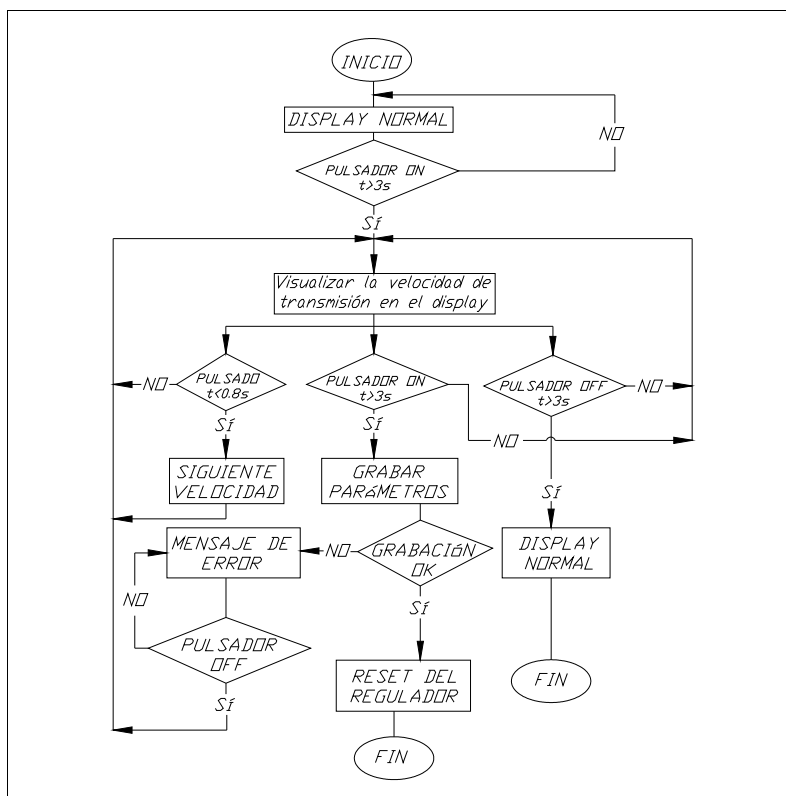 INICIO
DISPLAY NORMAL
NO
PULSADOR ON
t>3s
SÍ
Visualizar la velocidad de
transmisión en el display
PULSADO
t<0.8s
NO
PULSADOR ON
t>3s
PULSADOR OFF
t>3s
NO
SÍ
SÍ
NO
SIGUIENTE
VELOCIDAD
GRABAR
PARáMETROS
SÍ
MENSAJE DE
ERROR
NO
GRABACIóN
OK
DISPLAY
NORMAL
NO
SÍ
PULSADOR
OFF
SÍ
RESET DEL
REGULADOR
FIN
FIN